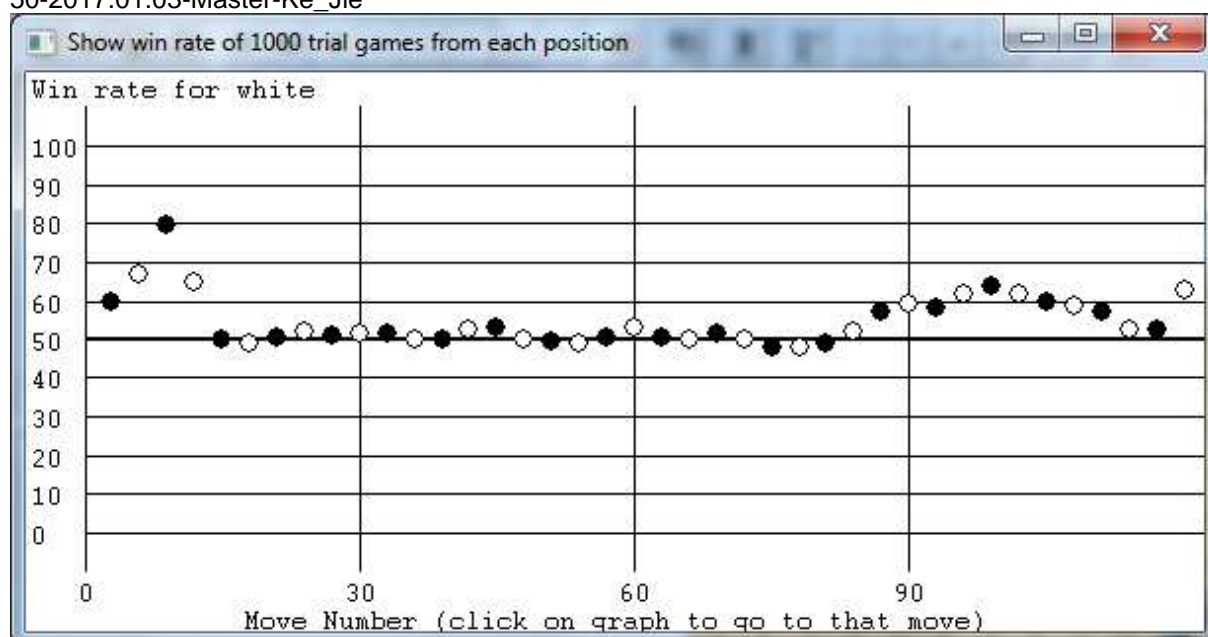 50-2017.01.03-Master-Ke_Jie
Show win rate of 1000 trial games from each position
Win rate for white
100
90
80
70
60
50
40
30
20
10
0
0 30 60 90
Move Number (click on graph to go to that move)